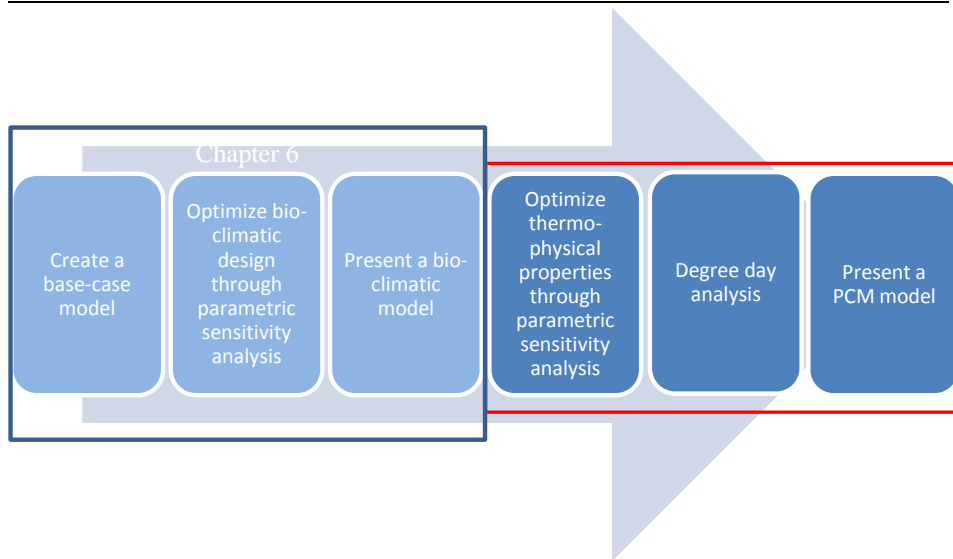 Chapter 6
Create a
base-case
model
Optimize bio-
climatic
design
through
parametric
sensitivity
analysis
Present a bio-
climatic model
Optimize
thermo-
physical
properties
through
parametric
sensitivity
analysis
Degree day
analysis
Present a
PCM model